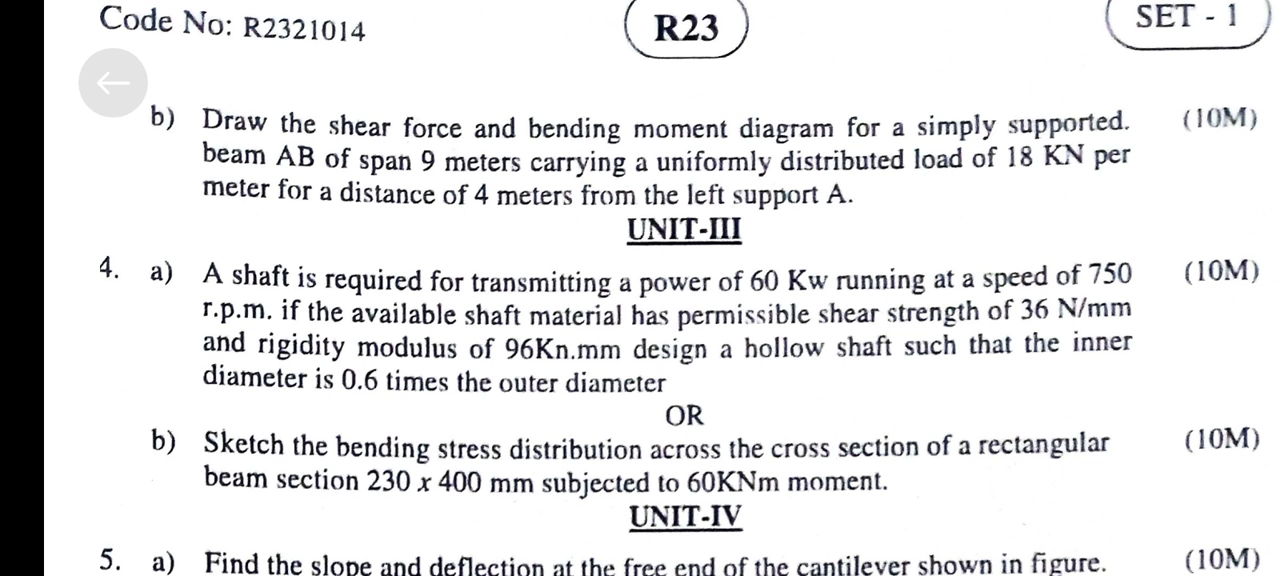 Code No: R2321014
R23
SET - 1
b) Draw the shear force and bending moment diagram for a simply supported. (10M)
beam AB of span 9 meters carrying a uniformly distributed load of 18 KN per
meter for a distance of 4 meters from the left support A.
UNIT-III
4. a) A shaft is required for transmitting a power of 60 Kw running at a speed of 750 (10M)
r.p.m. if the available shaft material has permissible shear strength of 36 N/mm
and rigidity modulus of 96Kn.mm design a hollow shaft such that the inner
diameter is 0.6 times the outer diameter
OR
b) Sketch the bending stress distribution across the cross section of a rectangular (10M)
beam section 230 x 400 mm subjected to 60KNm moment.
UNIT-IV
5. a) Find the slope and deflection at the free end of the cantilever shown in figure. (10M)